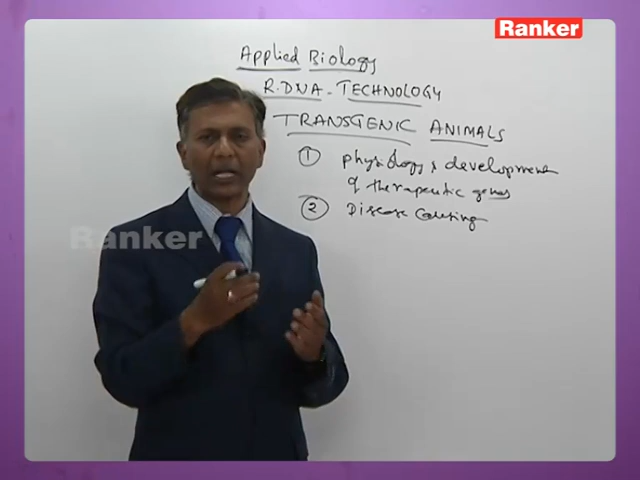 Ranker
Applied Biology
R.DNA - TECHNOLOGY
TRANSGENIC ANIMALS
① physiology & development
of therapeutic genes
② Disease Causing
Ranker